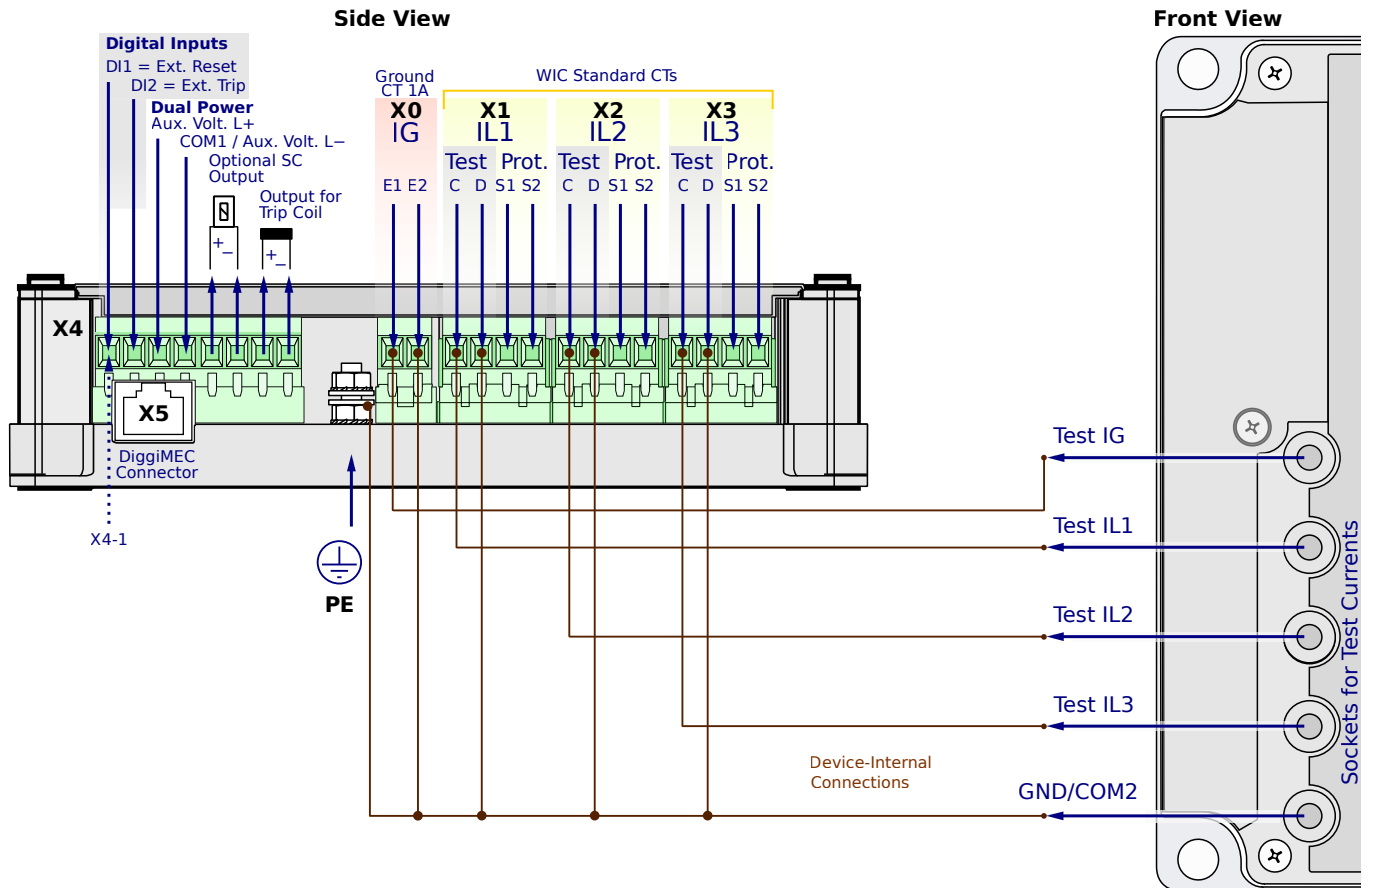 Side View
Front View
Digital Inputs
DI1 = Ext. Reset
DI2 = Ext. Trip
Dual Power
Aux. Volt. L+
COM1 / Aux. Volt. L−
Optional SC
Output
+
−
Output for
Trip Coil
+
−
Ground
CT 1A
X0
IG
E1 E2
WIC Standard CTs
X1
IL1
Test Prot.
C D S1 S2
X2
IL2
Test Prot.
C D S1 S2
X3
IL3
Test Prot.
C D S1 S2
X4
X5
DiggiMEC
Connector
X4-1
PE
Test IG
Test IL1
Test IL2
Test IL3
GND/COM2
Device-Internal
Connections
Sockets for Test Currents